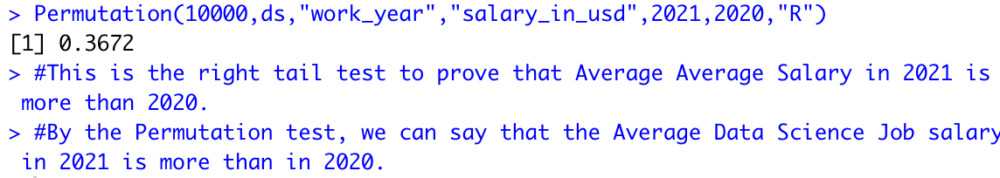 > Permutation(10000,ds,"work_year","salary_in_usd",2021,2020,"R")
[1] 0.3672
> #This is the right tail test to prove that Average Average Salary in 2021 is
more than 2020.
> #By the Permutation test, we can say that the Average Data Science Job salary
in 2021 is more than in 2020.